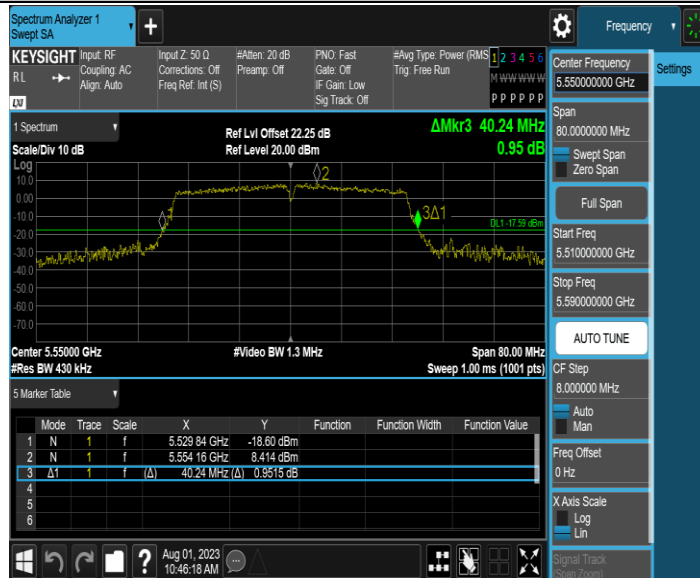 Spectrum Analyzer 1
Swept SA
+
Frequency
KEYSIGHT
RL
LXI
Input: RF
Coupling: AC
Align: Auto
Input Z: 50 Ω
Corrections: Off
Freq Ref: Int (S)
#Atten: 20 dB
Preamp: Off
PNO: Fast
Gate: Off
IF Gain: Low
Sig Track: Off
#Avg Type: Power (RMS
Trig: Free Run
1 2 3 4 5 6
M W W W W W
P P P P P P
Center Frequency
5.550000000 GHz
Settings
Span
80.0000000 MHz
Swept Span
Zero Span
Full Span
Start Freq
5.510000000 GHz
Stop Freq
5.590000000 GHz
AUTO TUNE
CF Step
8.000000 MHz
Auto
Man
Freq Offset
0 Hz
X Axis Scale
Log
Lin
Signal Track
(Span Zoom)
1 Spectrum
Scale/Div 10 dB
Ref Lvl Offset 22.25 dB
Ref Level 20.00 dBm
ΔMkr3 40.24 MHz
0.95 dB
Log
10.0
0.00
-10.0
-20.0
-30.0
-40.0
-50.0
-60.0
-70.0
1
2
3Δ1
DL1 -17.59 dBm
Center 5.55000 GHz
#Res BW 430 kHz
#Video BW 1.3 MHz
Span 80.00 MHz
Sweep 1.00 ms (1001 pts)
5 Marker Table
Mode Trace Scale X Y Function Function Width Function Value
1 N 1 f 5.529 84 GHz -18.60 dBm
2 N 1 f 5.554 16 GHz 8.414 dBm
3 Δ1 1 f (Δ) 40.24 MHz (Δ) 0.9515 dB
4
5
6
?
Aug 01, 2023
10:46:18 AM